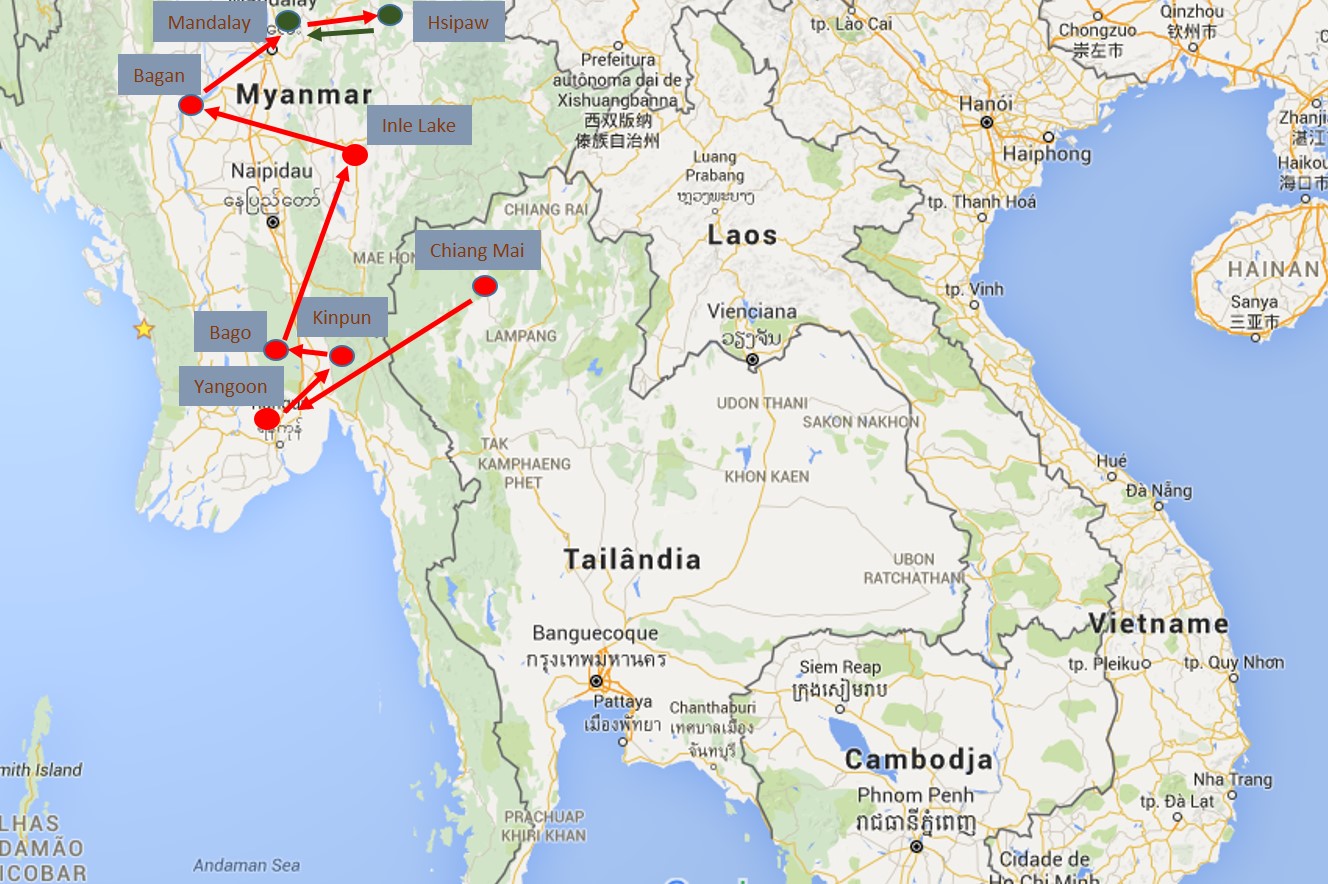 Mandalay
Hsipaw
Bagan
Myanmar
Inle Lake
Naipidau
နေပြည်တော်
Chiang Mai
Kinpun
Bago
Yangoon
ရန်ကုန်
CHIANG RAI
MAE HON
LAMPANG
TAK
KAMPHAENG
PHET
Prefeitura
autônoma dai de
Xishuangbanna
西双版纳
傣族自治州
Luang
Prabang
ຫຼວງພະບາງ
Laos
Vienciana
ວຽງຈັນ
UDON THANI
SAKON NAKHON
KHON KAEN
Tailândia
UBON
RATCHATHANI
Banguecoque
กรุงเทพมหานคร
Pattaya
เมืองพัทยา
Chanthaburi
เทศบาลเมือง
จันทบุรี
PRACHUAP
KHIRI KHAN
Siem Reap
ក្រុងសៀមរាប
Cambodja
Phnom Penh
រាជធានីភ្នំពេញ
tp. Lào Cai
Chongzuo
崇左市
Qinzhou
钦州市
Hanói
Haiphong
Zhanji
湛江
Haikou
海口市
tp. Thanh Hoá
HAINAN
Sanya
三亚市
tp. Vinh
Hué
Đà Nẵng
Vietname
tp. Pleiku
tp. Quy Nhơn
Nha Trang
tp. Đà Lạt
Cidade de
Ho Chi Minh
mith Island
LHAS
DAMÃO
ICOBAR
Andaman Sea